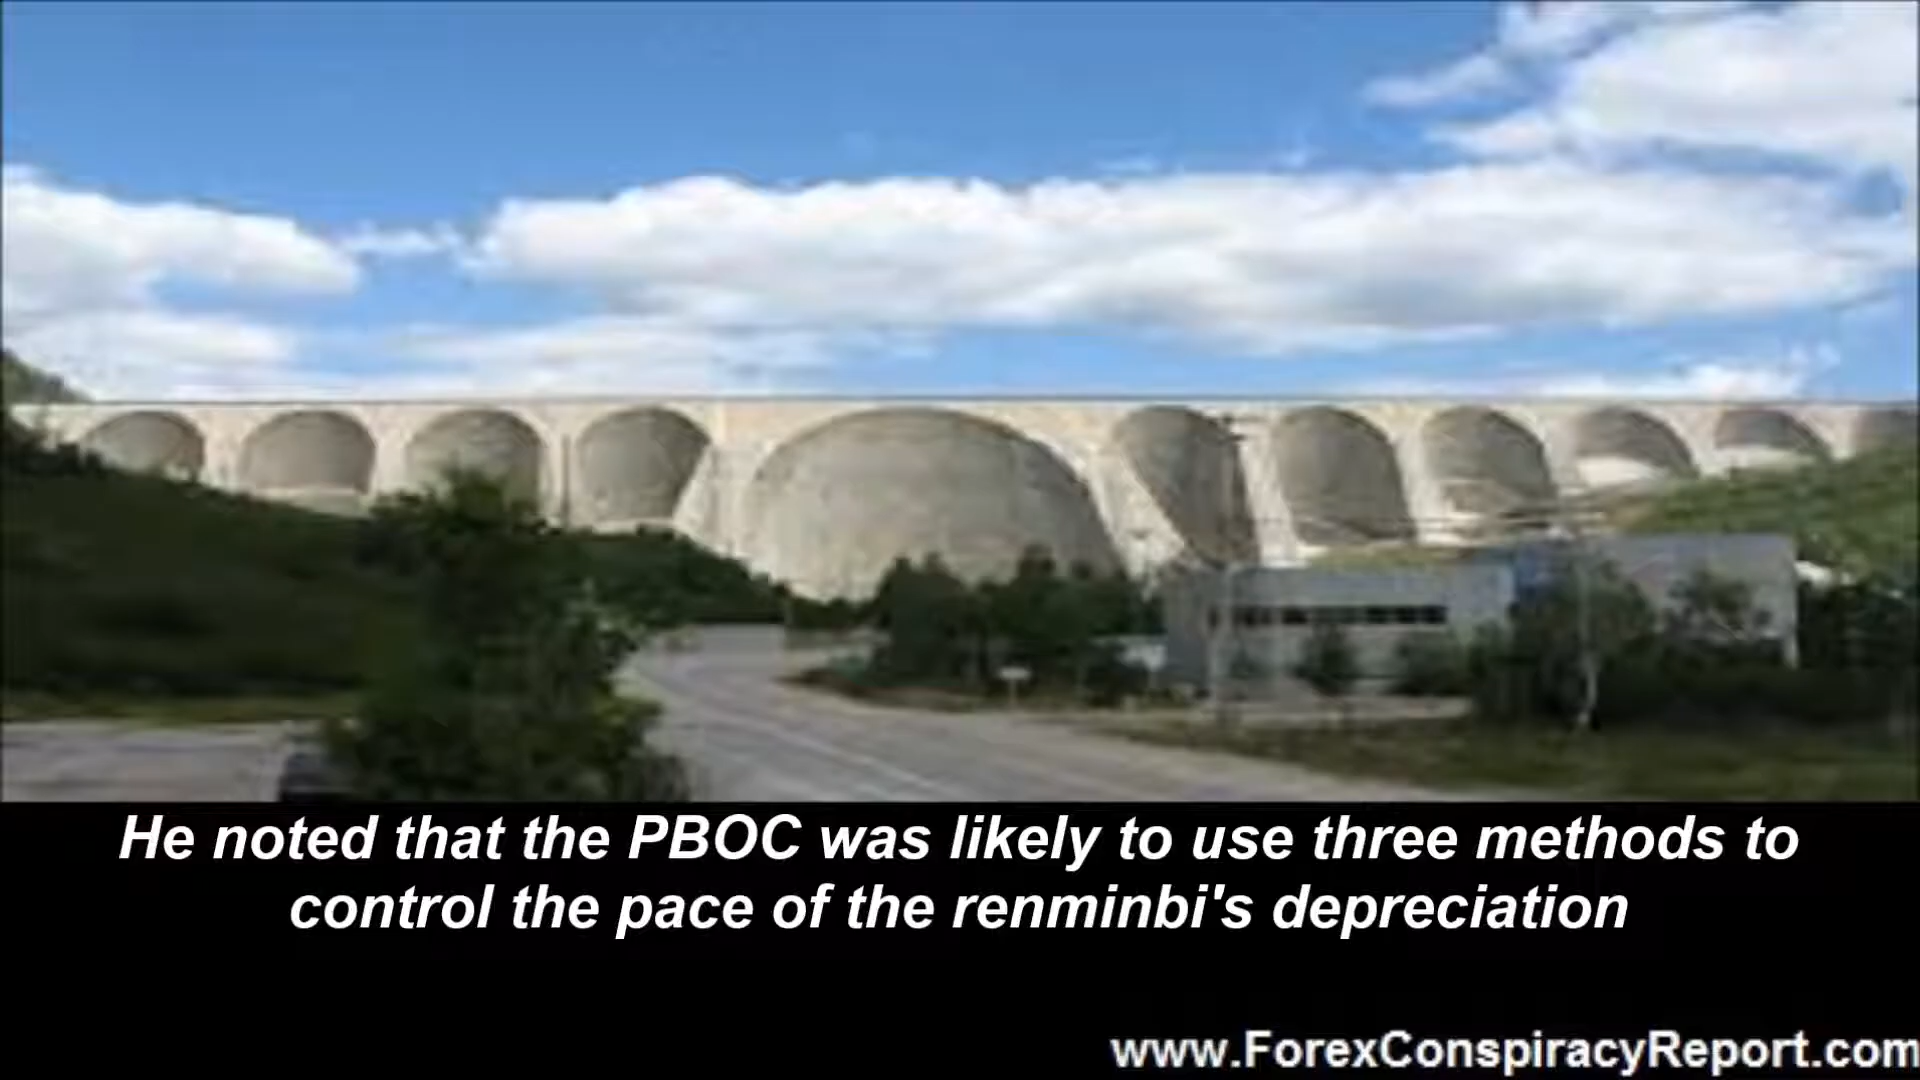 He noted that the PBOC was likely to use three methods to
control the pace of the renminbi's depreciation
www.ForexConspiracyReport.com